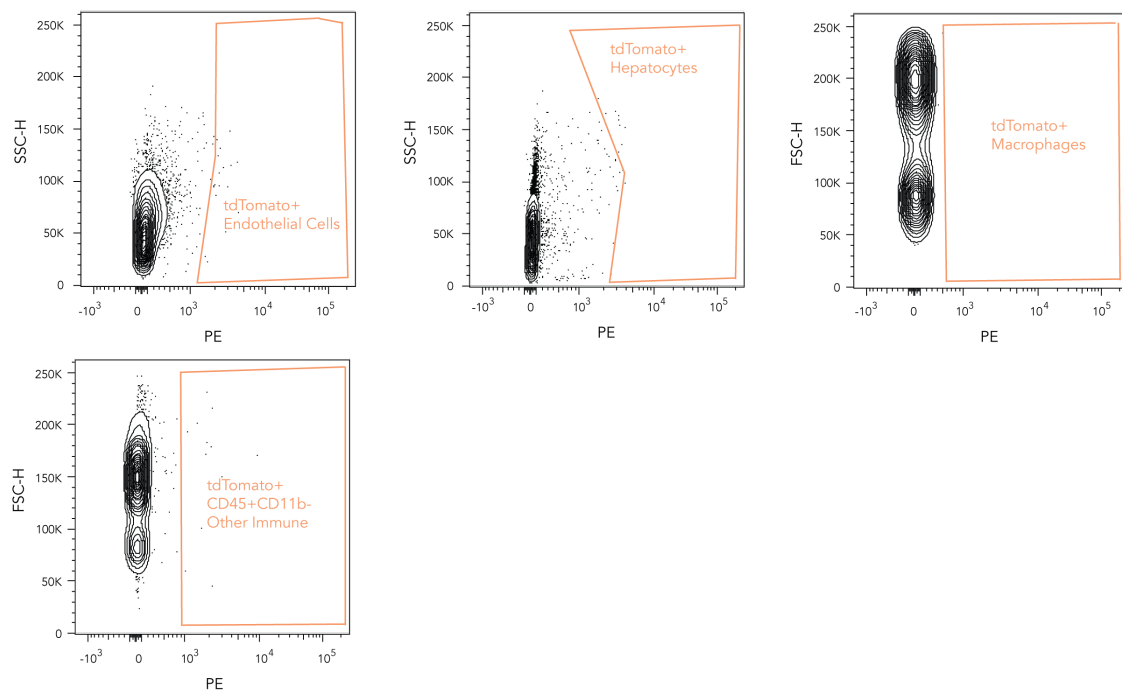 250K
200K
150K
100K
50K
0
SSC-H
tdTomato+
Endothelial Cells
-10³ 0 10³ 10⁴ 10⁵
PE
250K
200K
150K
100K
50K
0
SSC-H
tdTomato+
Hepatocytes
-10³ 0 10³ 10⁴ 10⁵
PE
250K
200K
150K
100K
50K
0
FSC-H
tdTomato+
Macrophages
-10³ 0 10³ 10⁴ 10⁵
PE
250K
200K
150K
100K
50K
0
FSC-H
tdTomato+
CD45+CD11b-
Other Immune
-10³ 0 10³ 10⁴ 10⁵
PE